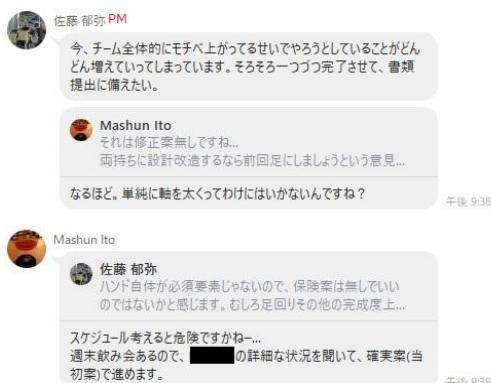 佐藤 郁弥 PM
今、チーム全体的にモチベ上がってるせいでやろうとしていることがどん
どん増えていってしまっています。そろそろ一つづつ完了させて、書類
提出に備えたい。
Mashun Ito
それは修正案無しですね...
両持ちに設計改造するなら前回足にしましょうという意見...
なるほど。単純に軸を太くってわけにはいかないんですね？
午後 9:38
Mashun Ito
佐藤 郁弥
ハンド自体が必須要素じゃないので、保険案は無しでいい
のではないかと感じます。むしろ足回りその他の完成度上...
スケジュール考えると危険ですかねー...
週末飲み会あるので、の詳細な状況を聞いて、確実案(当
初案)で進めます。
午後 9:39